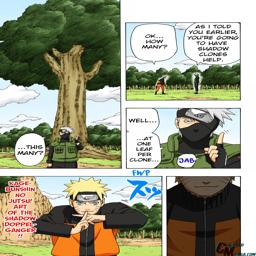 AS I TOLD
YOU EARLIER,
YOU'RE GOING
TO HAVE
SHADOW
CLONES
HELP.
OK...
HOW
MANY?
...THIS
MANY?
WELL...
...AT
ONE
LEAF
PER
CLONE...
JAB
FWP
KAGE
BUNSHIN
NO
JUTSU!
ART
OF THE
SHADOW
DOPPEL
GANGER
!!